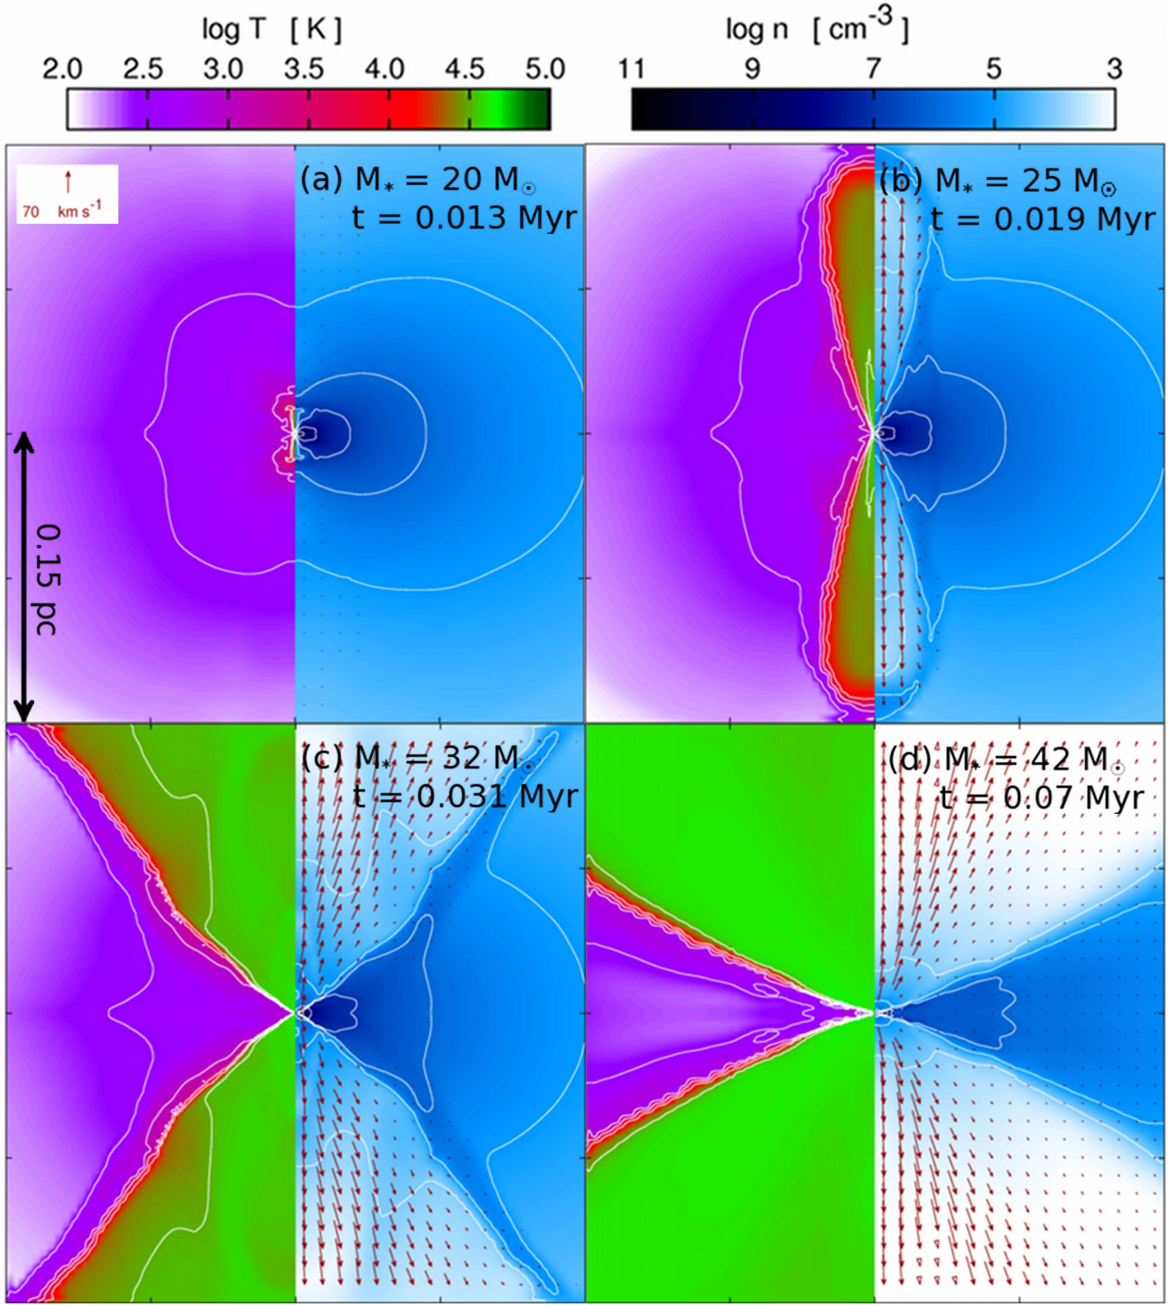 log T [ K ]
log n [ cm-3 ]
2.0 2.5 3.0 3.5 4.0 4.5 5.0
11 9 7 5 3
70 km s-1
(a) M* = 20 M☉
t = 0.013 Myr
(b) M* = 25 M☉
t = 0.019 Myr
0.15 pc
(c) M* = 32 M☉
t = 0.031 Myr
(d) M* = 42 M☉
t = 0.07 Myr